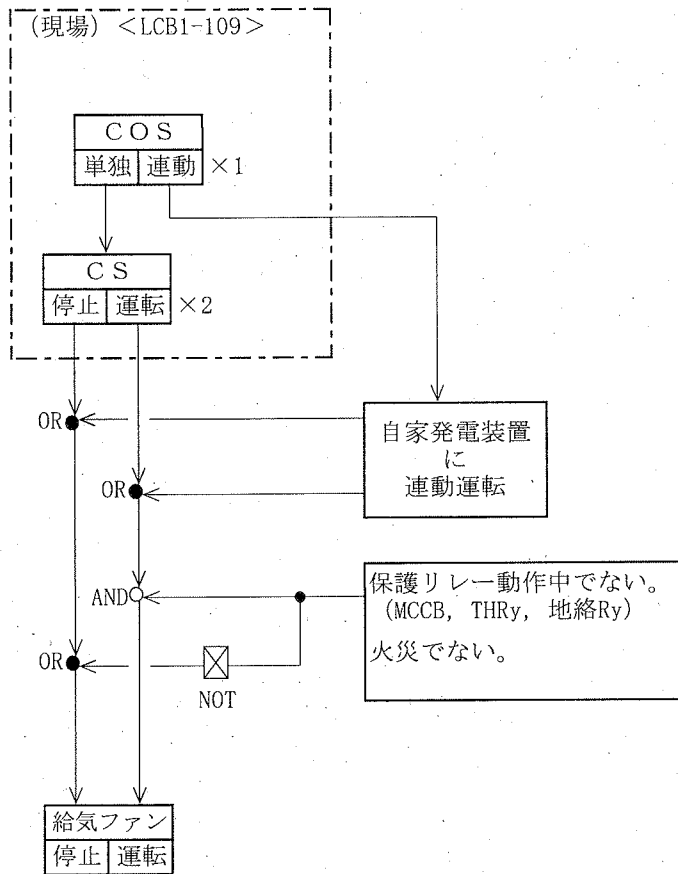 (現場) <LCB1-109>
COS
単独 連動 ×1
CS
停止 運転 ×2
OR
自家発電装置
に
連動運転
OR
AND
保護リレー動作中でない。
(MCCB, THRy, 地絡Ry)
火災でない。
OR
NOT
給気ファン
停止 運転